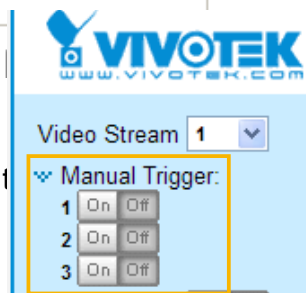 VIVOTEK
www.vivotek.com
Video Stream 1
Manual Trigger:
1 On Off
2 On Off
3 On Off